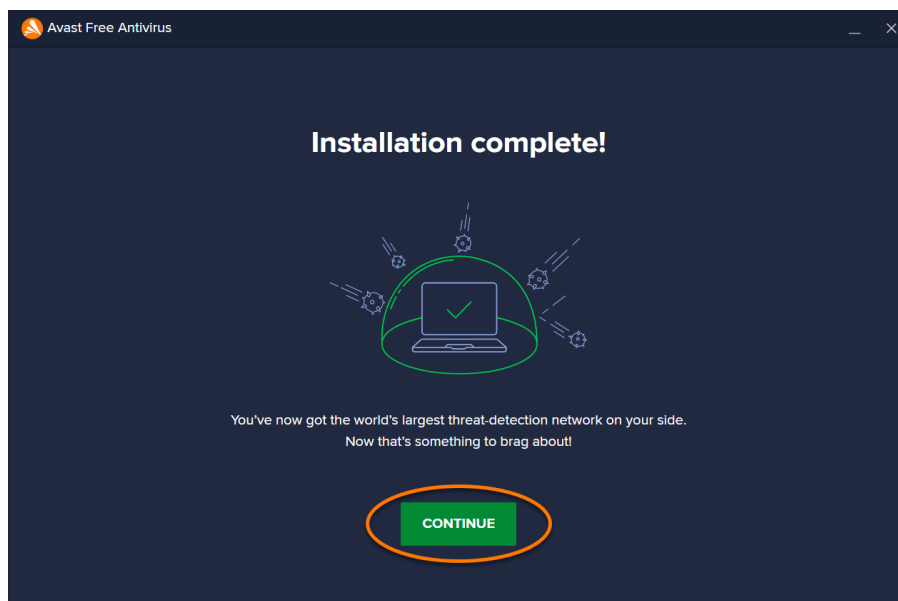 Avast Free Antivirus
Installation complete!
You've now got the world's largest threat-detection network on your side.
Now that's something to brag about!
CONTINUE